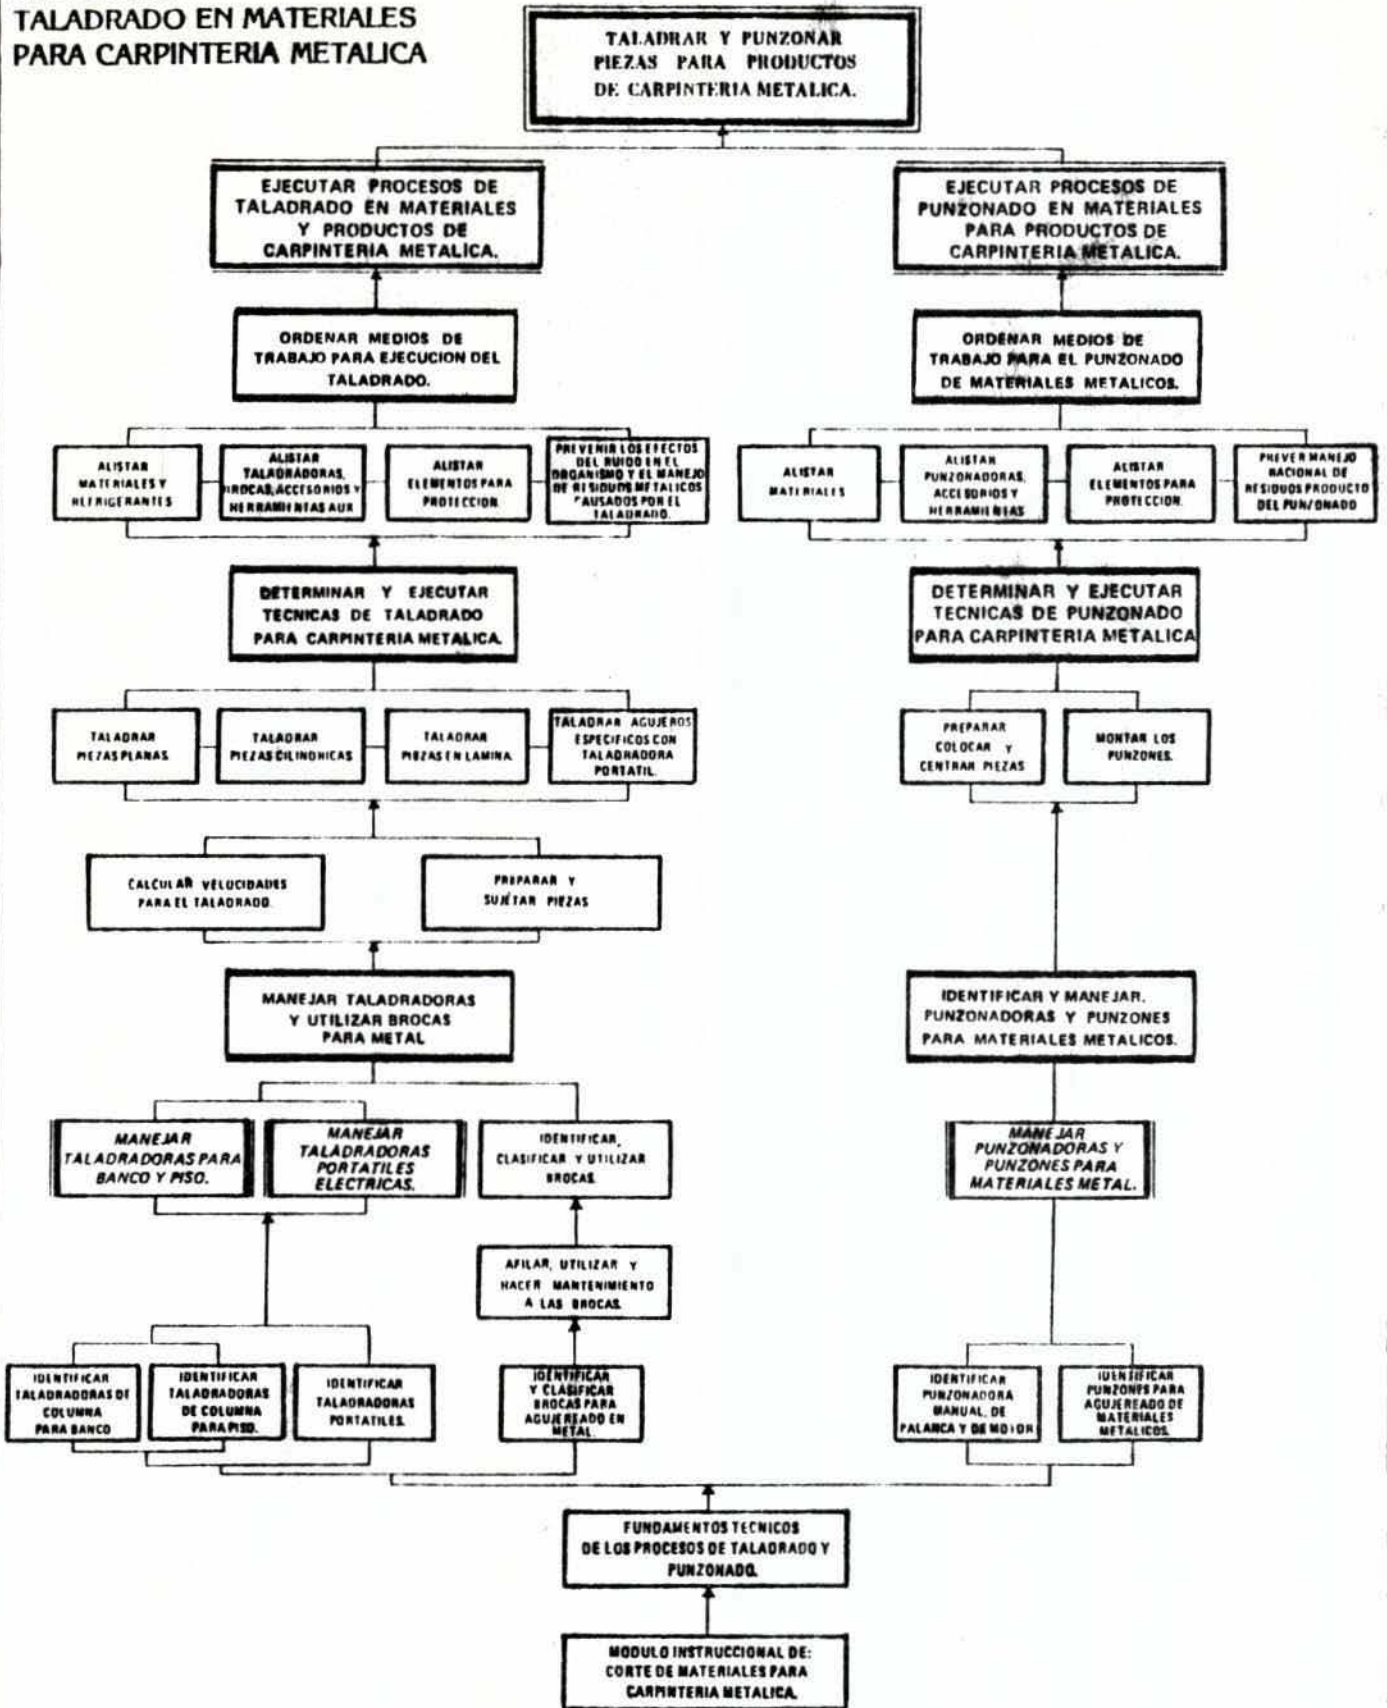 TALADRADO EN MATERIALES
PARA CARPINTERIA METALICA
TALADRAR Y PUNZONAR
PIEZAS PARA PRODUCTOS
DE CARPINTERIA METALICA.
EJECUTAR PROCESOS DE
TALADRADO EN MATERIALES
Y PRODUCTOS DE
CARPINTERIA METALICA.
EJECUTAR PROCESOS DE
PUNZONADO EN MATERIALES
PARA PRODUCTOS DE
CARPINTERIA METALICA.
ORDENAR MEDIOS DE
TRABAJO PARA EJECUCION DEL
TALADRADO.
ORDENAR MEDIOS DE
TRABAJO PARA EL PUNZONADO
DE MATERIALES METALICOS.
ALISTAR
MATERIALES Y
REFRIGERANTES
ALISTAR
TALADRADORAS,
BROCAS, ACCESORIOS Y
HERRAMIENTAS AUX
ALISTAR
ELEMENTOS PARA
PROTECCION.
PREVENIR LOS EFECTOS
DEL RUIDO EN EL
ORGANISMO Y EL MANEJO
DE RESIDUOS METALICOS
CAUSADOS POR EL
TALADRADO.
ALISTAR
MATERIALES
ALISTAR
PUNZONADORAS,
ACCESORIOS Y
HERRAMIENTAS
ALISTAR
ELEMENTOS PARA
PROTECCION.
PREVER MANEJO
RACIONAL DE
RESIDUOS PRODUCTO
DEL PUNZONADO
DETERMINAR Y EJECUTAR
TECNICAS DE TALADRADO
PARA CARPINTERIA METALICA.
DETERMINAR Y EJECUTAR
TECNICAS DE PUNZONADO
PARA CARPINTERIA METALICA
TALADRAR
PIEZAS PLANAS.
TALADRAR
PIEZAS CILINDRICAS
TALADRAR
PIEZAS EN LAMINA.
TALADRAR AGUJEROS
ESPECIFICOS CON
TALADRADORA
PORTATIL.
PREPARAR
COLOCAR Y
CENTRAR PIEZAS
MONTAR LOS
PUNZONES.
CALCULAR VELOCIDADES
PARA EL TALADRADO.
PREPARAR Y
SUJETAR PIEZAS
MANEJAR TALADRADORAS
Y UTILIZAR BROCAS
PARA METAL
IDENTIFICAR Y MANEJAR.
PUNZONADORAS Y PUNZONES
PARA MATERIALES METALICOS.
MANEJAR
TALADRADORAS PARA
BANCO Y PISO.
MANEJAR
TALADRADORAS
PORTATILES
ELECTRICAS.
IDENTIFICAR,
CLASIFICAR Y UTILIZAR
BROCAS.
MANEJAR
PUNZONADORAS Y
PUNZONES PARA
MATERIALES METAL.
AFILAR, UTILIZAR Y
HACER MANTENIMIENTO
A LAS BROCAS.
IDENTIFICAR
TALADRADORAS DE
COLUMNA
PARA BANCO
IDENTIFICAR
TALADRADORAS
DE COLUMNA
PARA PISO.
IDENTIFICAR
TALADRADORAS
PORTATILES.
IDENTIFICAR
Y CLASIFICAR
BROCAS PARA
AGUJEREADO EN
METAL.
IDENTIFICAR
PUNZONADORA
MANUAL, DE
PALANCA Y DE MOTOR
IDENTIFICAR
PUNZONES PARA
AGUJEREADO DE
MATERIALES
METALICOS.
FUNDAMENTOS TECNICOS
DE LOS PROCESOS DE TALADRADO Y
PUNZONADO.
MODULO INSTRUCCIONAL DE:
CORTE DE MATERIALES PARA
CARPINTERIA METALICA.